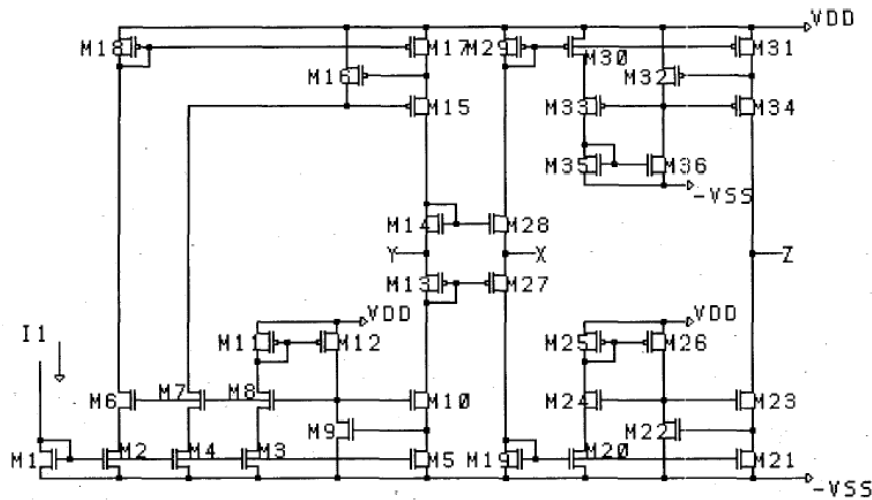 VDD
M18 M17 M29 M30 M31
M16 M32
M15 M33 M34
M35 M36
-VSS
M14 M28
Y X Z
M13 M27
VDD VDD
I1 M11 M12 M25 M26
M6 M7 M8 M10 M24 M23
M9 M22
M1 M2 M4 M3 M5 M19 M20 M21
-VSS